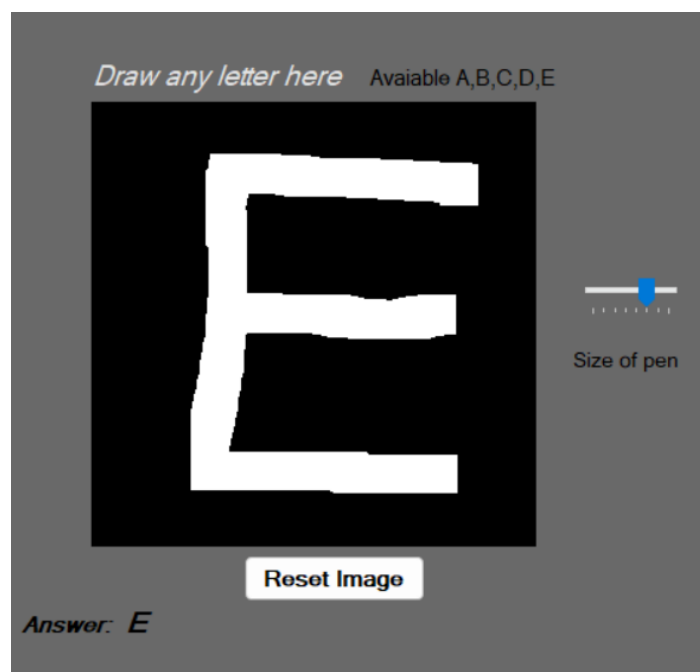 Draw any letter here Avaiable A,B,C,D,E
E
Size of pen
Reset Image
Answer: E